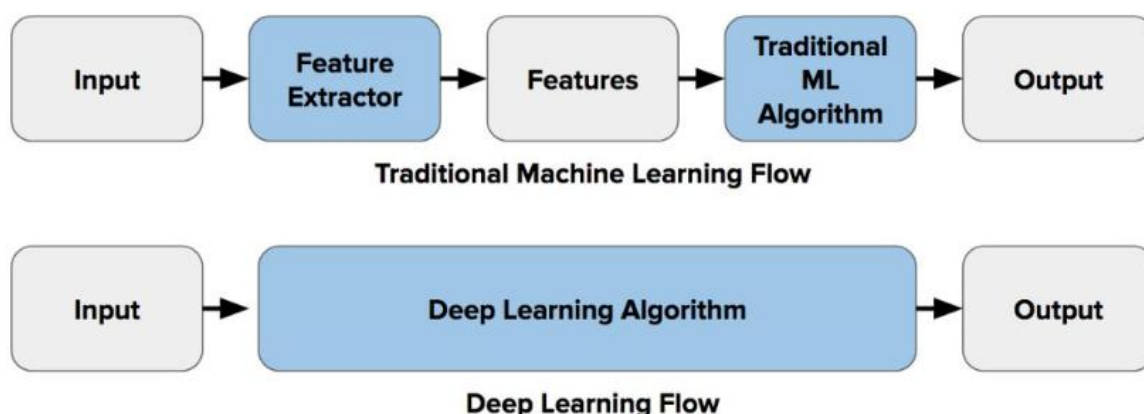 Input
Feature
Extractor
Features
Traditional
ML
Algorithm
Output
Traditional Machine Learning Flow
Input
Deep Learning Algorithm
Output
Deep Learning Flow